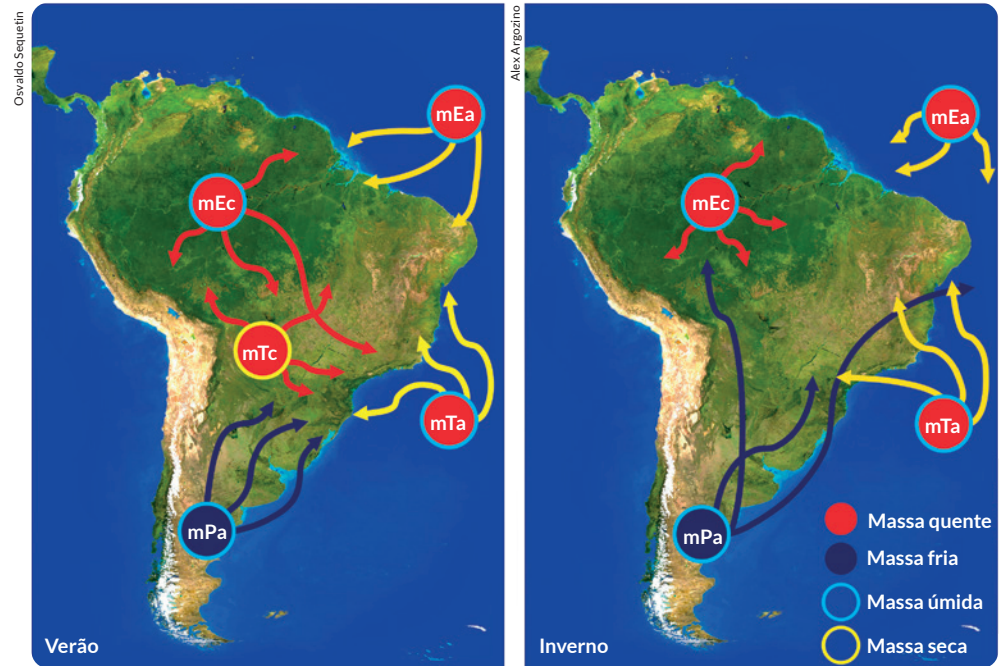 Osvaldo Sequetin
mEa
mEc
mTc
mTa
mPa
Verão
Alex Argozino
mEa
mEc
mTa
mPa
Massa quente
Massa fria
Massa úmida
Massa seca
Inverno